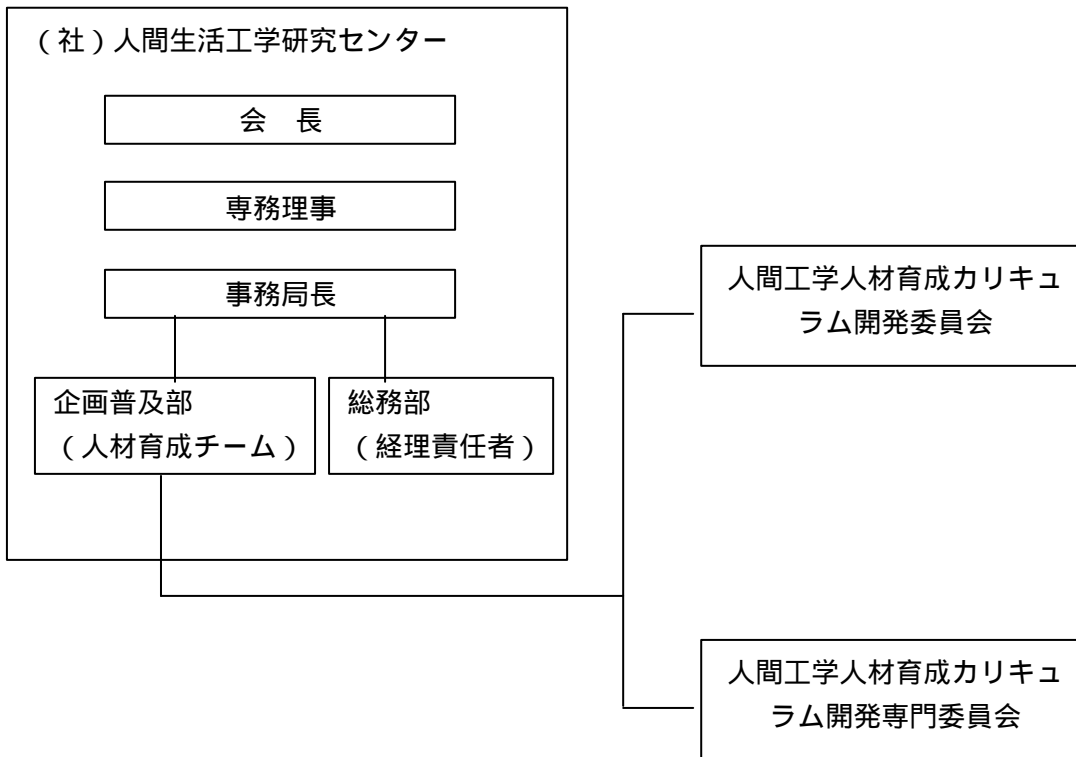 （社）人間生活工学研究センター
会　長
専務理事
事務局長
企画普及部
（人材育成チーム）
総務部
（経理責任者）
人間工学人材育成カリキュ
ラム開発委員会
人間工学人材育成カリキュ
ラム開発専門委員会